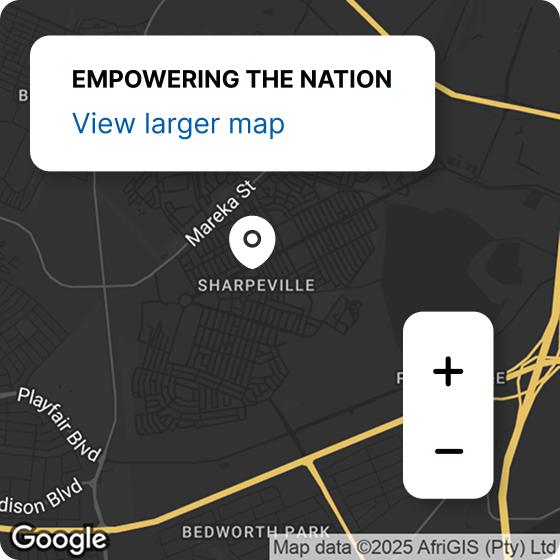 EMPOWERING THE NATION
View larger map
Mareka St
SHARPEVILLE
Playfair Blvd
dison Blvd
BEDWORTH PARK
Google
Map data ©2025 AfriGIS (Pty) Ltd